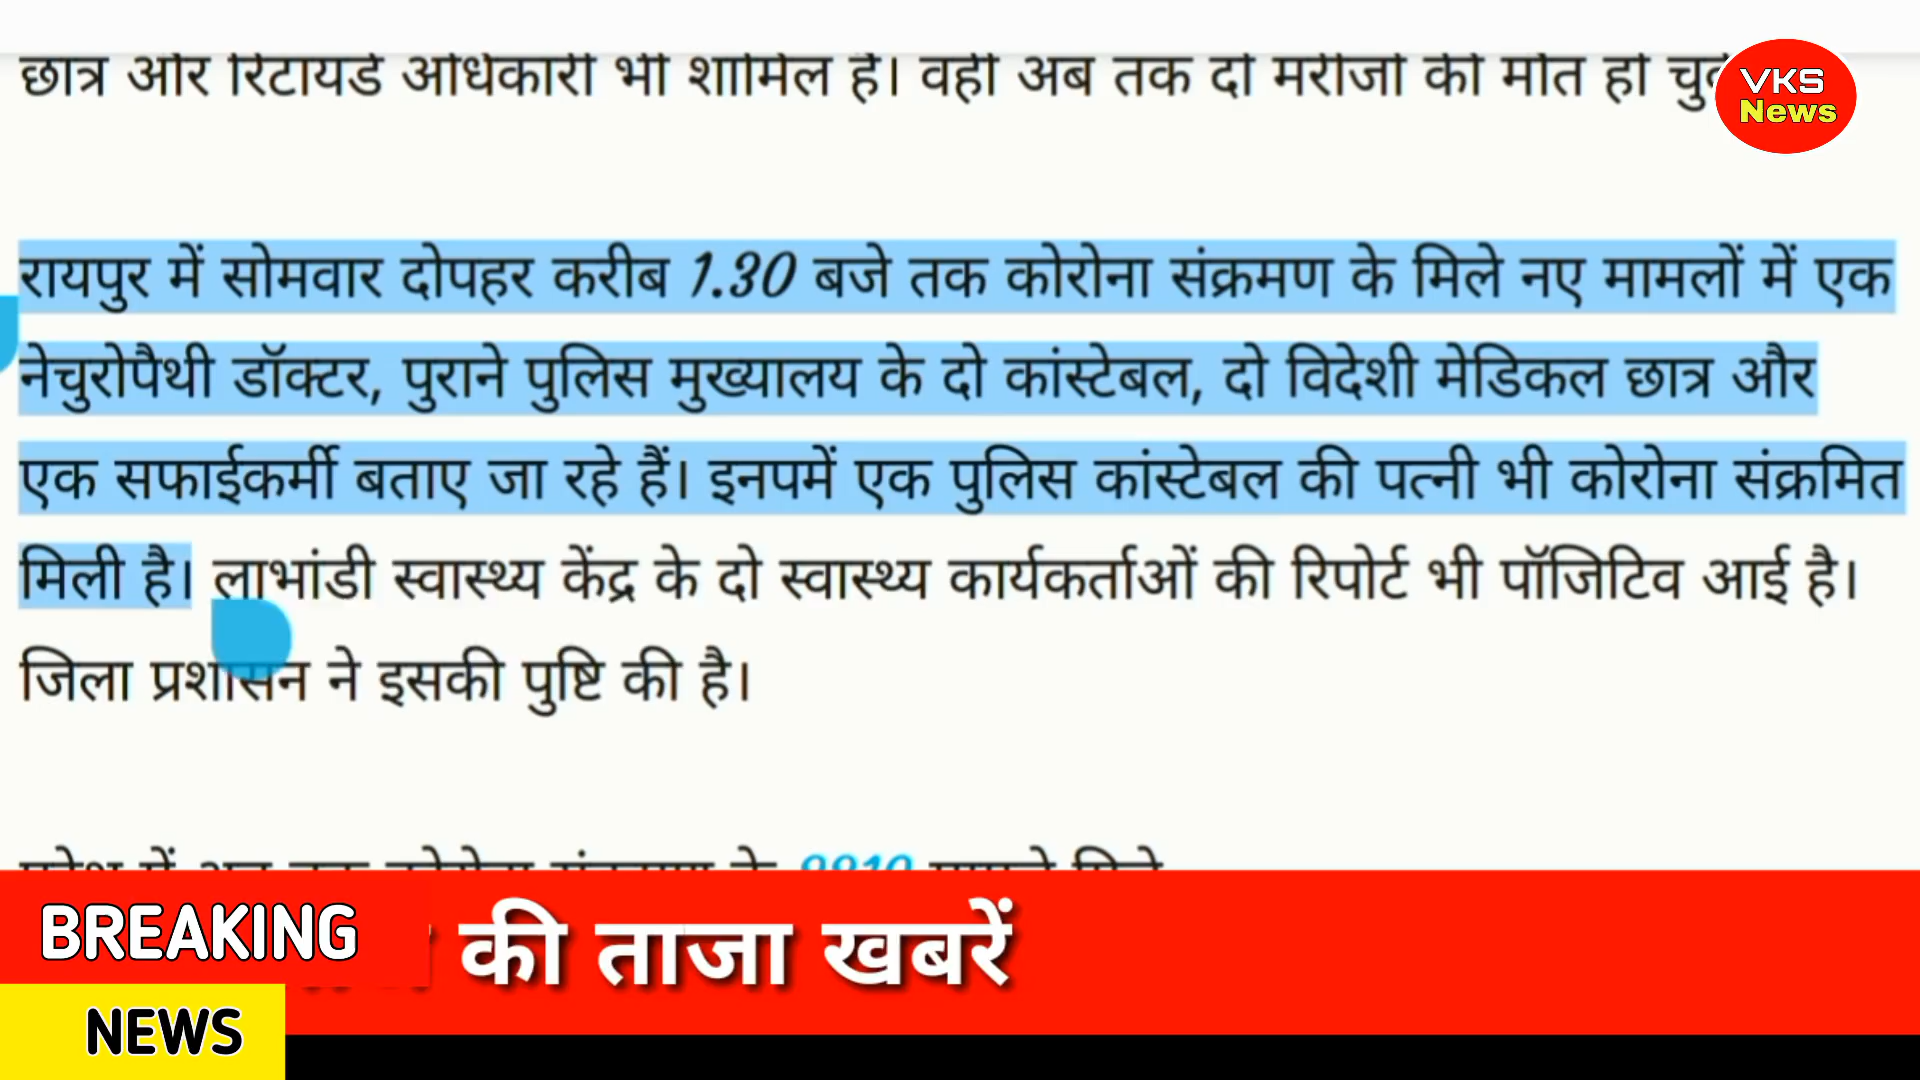 छात्र और रिटायर्ड अधिकारी भी शामिल हैं। वहीं अब तक दो मरीजों की मौत हो
VKS
News
रायपुर में सोमवार दोपहर करीब 1.30 बजे तक कोरोना संक्रमण के मिले नए मामलों में एक
नेचुरोपैथी डॉक्टर, पुराने पुलिस मुख्यालय के दो कांस्टेबल, दो विदेशी मेडिकल छात्र और
एक सफाईकर्मी बताए जा रहे हैं। इनपमें एक पुलिस कांस्टेबल की पत्नी भी कोरोना संक्रमित
मिली है। लाभांडी स्वास्थ्य केंद्र के दो स्वास्थ्य कार्यकर्ताओं की रिपोर्ट भी पॉजिटिव आई है।
जिला प्रशासन ने इसकी पुष्टि की है।
BREAKING
की ताजा खबरें
NEWS